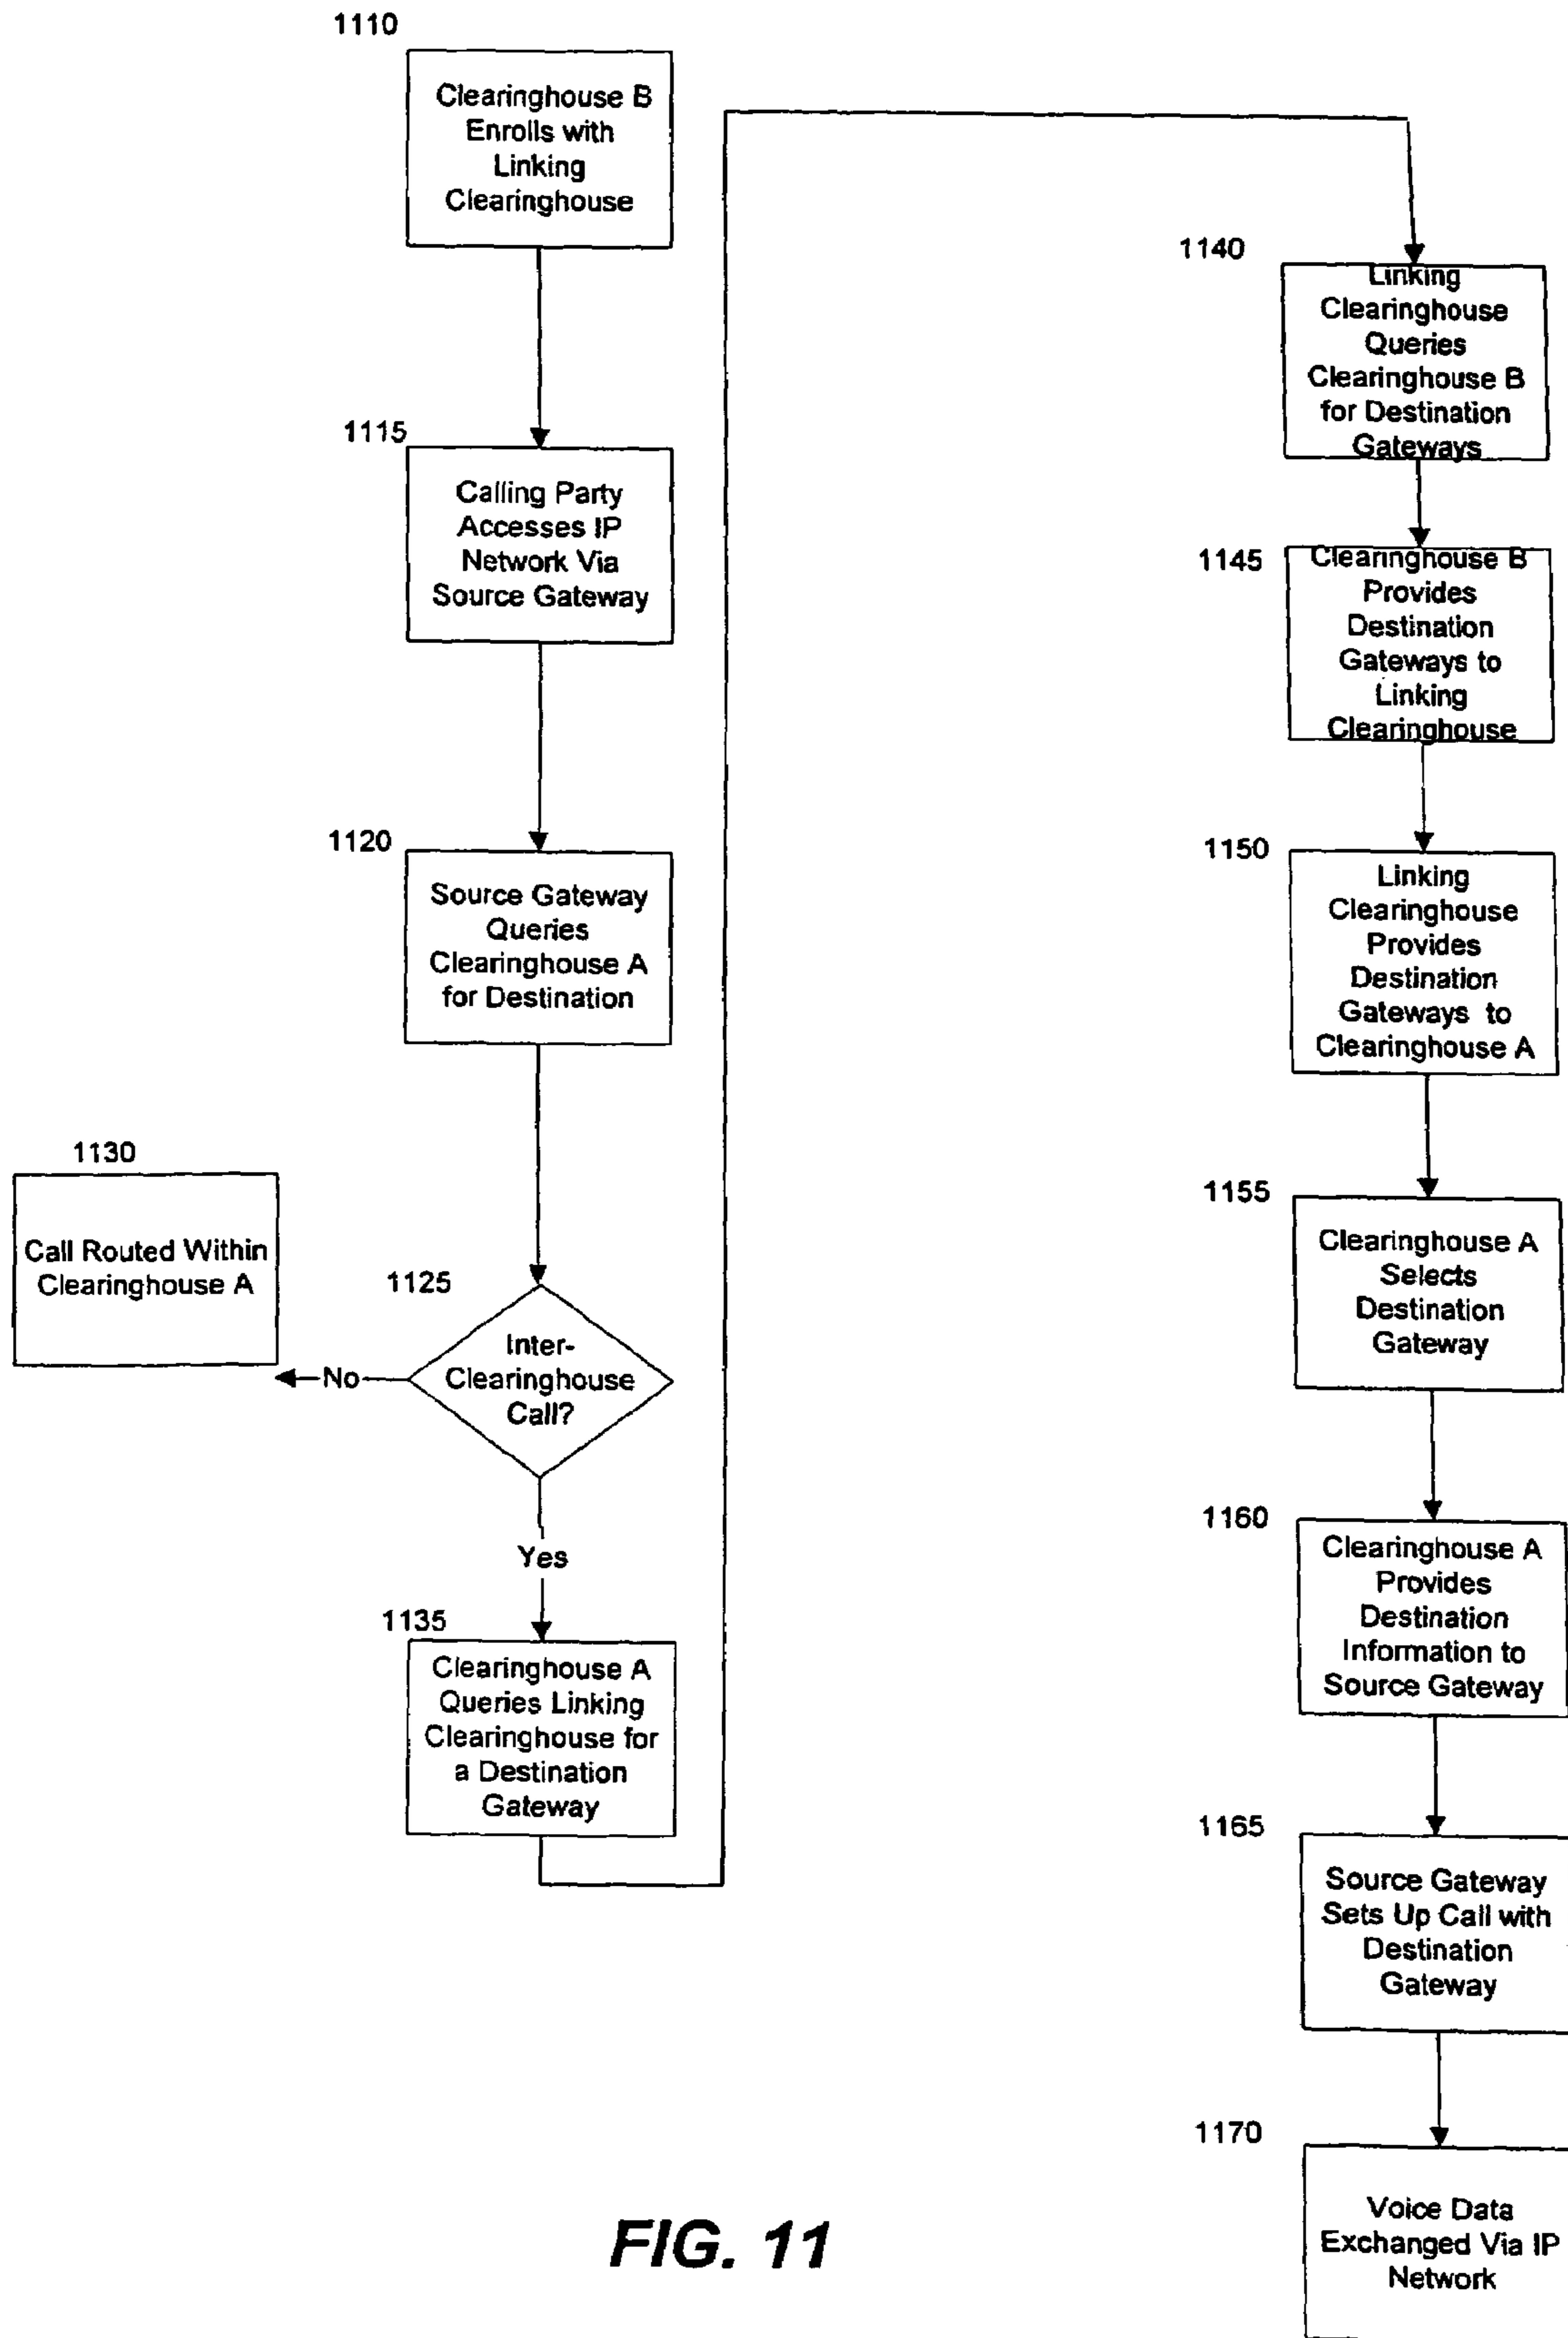 1110
Clearinghouse B
Enrolls with
Linking
Clearinghouse
1115
Calling Party
Accesses IP
Network Via
Source Gateway
1120
Source Gateway
Queries
Clearinghouse A
for Destination
1130
Call Routed Within
Clearinghouse A
1125
Inter-
Clearinghouse
Call?
No
Yes
1135
Clearinghouse A
Queries Linking
Clearinghouse for
a Destination
Gateway
1140
Linking
Clearinghouse
Queries
Clearinghouse B
for Destination
Gateways
1145
Clearinghouse B
Provides
Destination
Gateways to
Linking
Clearinghouse
1150
Linking
Clearinghouse
Provides
Destination
Gateways to
Clearinghouse A
1155
Clearinghouse A
Selects
Destination
Gateway
1160
Clearinghouse A
Provides
Destination
Information to
Source Gateway
1165
Source Gateway
Sets Up Call with
Destination
Gateway
1170
Voice Data
Exchanged Via IP
Network
FIG. 11